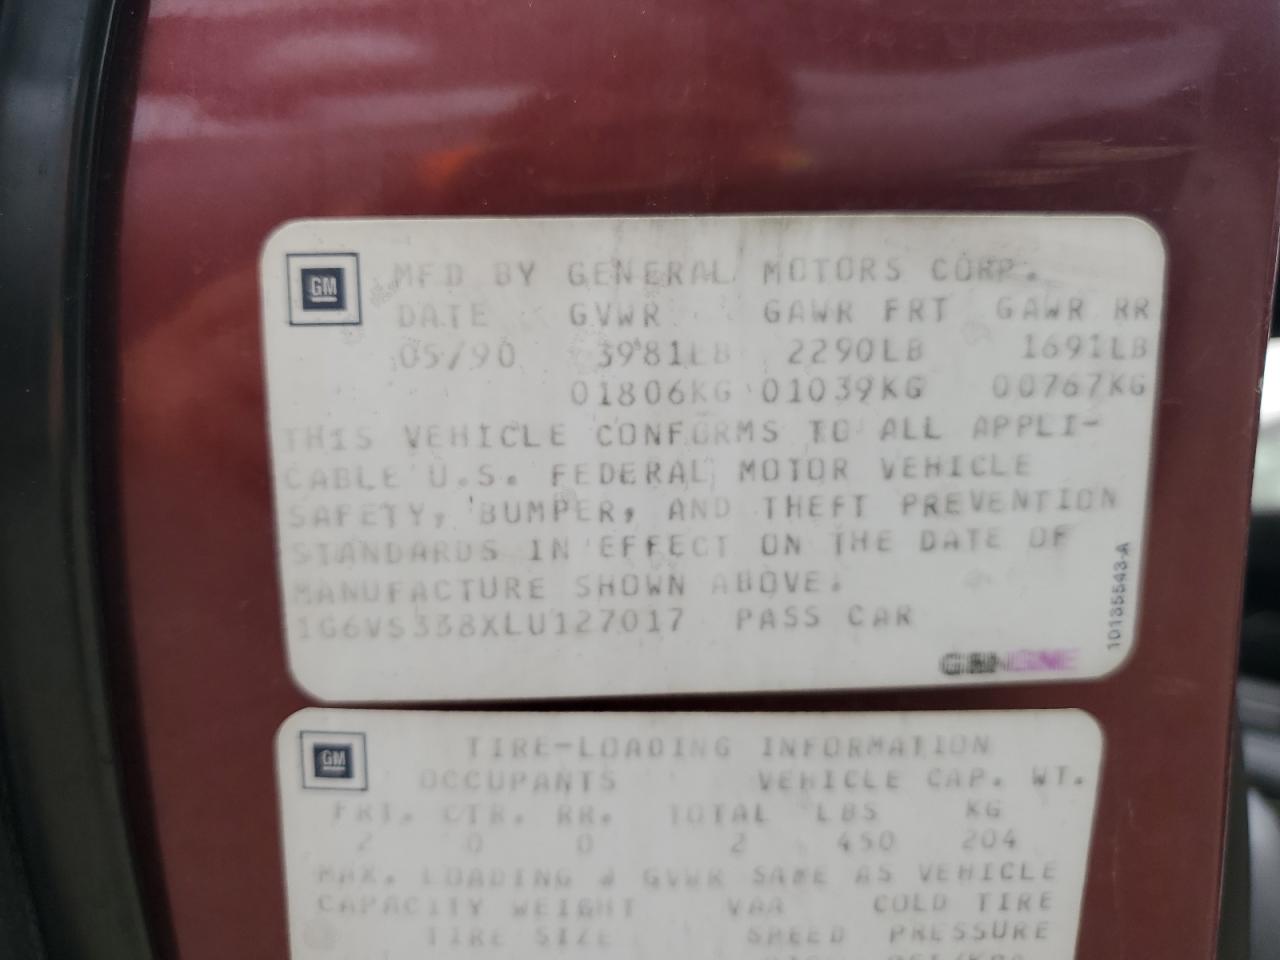 GM
MFD BY GENERAL MOTORS CORP.
DATE GVWR GAWR FRT GAWR RR
05/90 3981LB 2290LB 1691LB
01806KG 01039KG 00767KG
THIS VEHICLE CONFORMS TO ALL APPLI-
CABLE U.S. FEDERAL MOTOR VEHICLE
SAFETY, BUMPER, AND THEFT PREVENTION
STANDARDS IN EFFECT ON THE DATE OF
MANUFACTURE SHOWN ABOVE.
1G6VS338XLU127017 PASS CAR
10135543-A
GM
TIRE-LOADING INFORMATION
OCCUPANTS VEHICLE CAP. WT.
FRT. CTR. RR. TOTAL LBS KG
2 0 0 2 450 204
MAX. LOADING & GVWR SAME AS VEHICLE
CAPACITY WEIGHT VAA COLD TIRE
TIRE SIZE SPEED PRESSURE